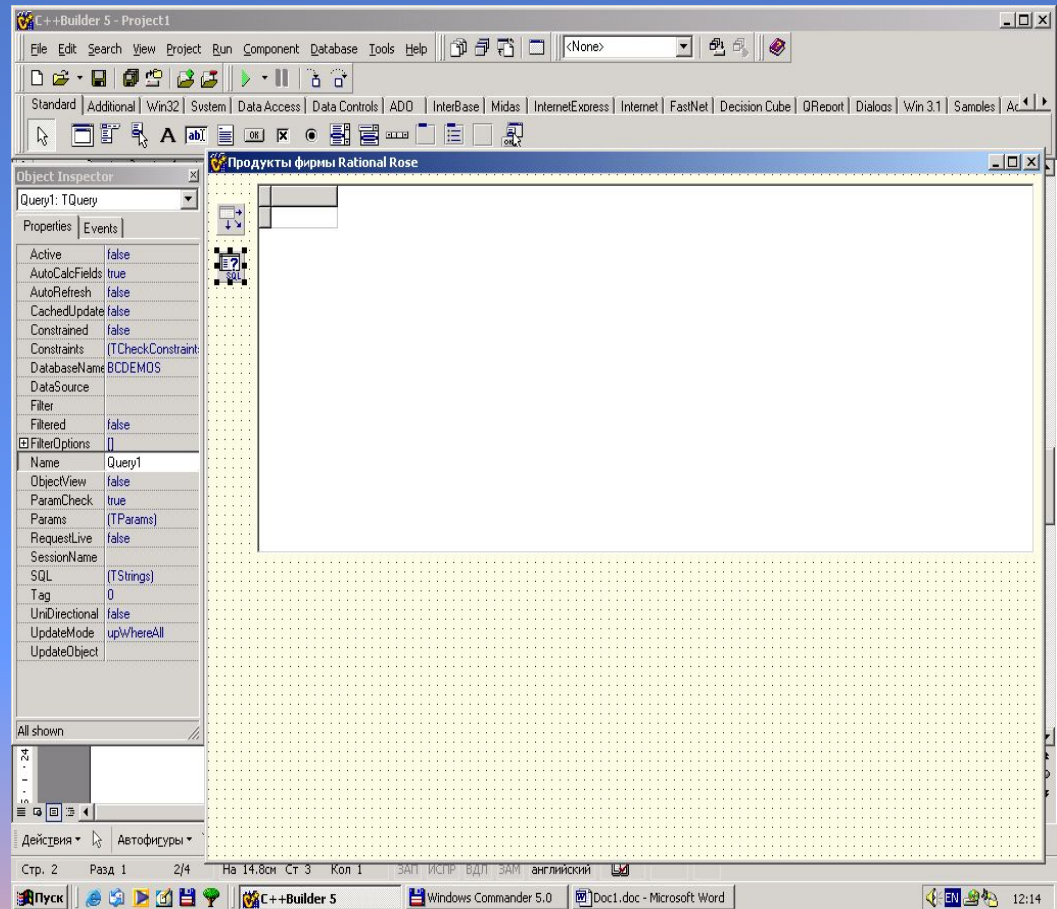 C++Builder 5 - Project1
File Edit Search View Project Run Component Database Tools Help <None>
Standard Additional Win32 System Data Access Data Controls ADO InterBase Midas InternetExpress Internet FastNet Decision Cube QReport Dialogs Win 3.1 Samples Ac
Продукты фирмы Rational Rose
Object Inspector
Query1: TQuery
Properties Events
Active false
AutoCalcFields true
AutoRefresh false
CachedUpdate false
Constrained false
Constraints (TCheckConstraint
DatabaseName BCDEMOS
DataSource
Filter
Filtered false
FilterOptions []
Name Query1
ObjectView false
ParamCheck true
Params (TParams)
RequestLive false
SessionName
SQL (TStrings)
Tag 0
UniDirectional false
UpdateMode upWhereAll
UpdateObject
SQL
All shown
Действия Автофигуры
Стр. 2 Разд 1 2/4 На 14.8см Ст 3 Кол 1 ЗАП ИСПР ВДЛ ЗАМ английский
Пуск C++Builder 5 Windows Commander 5.0 Doc1.doc - Microsoft Word EN 12:14